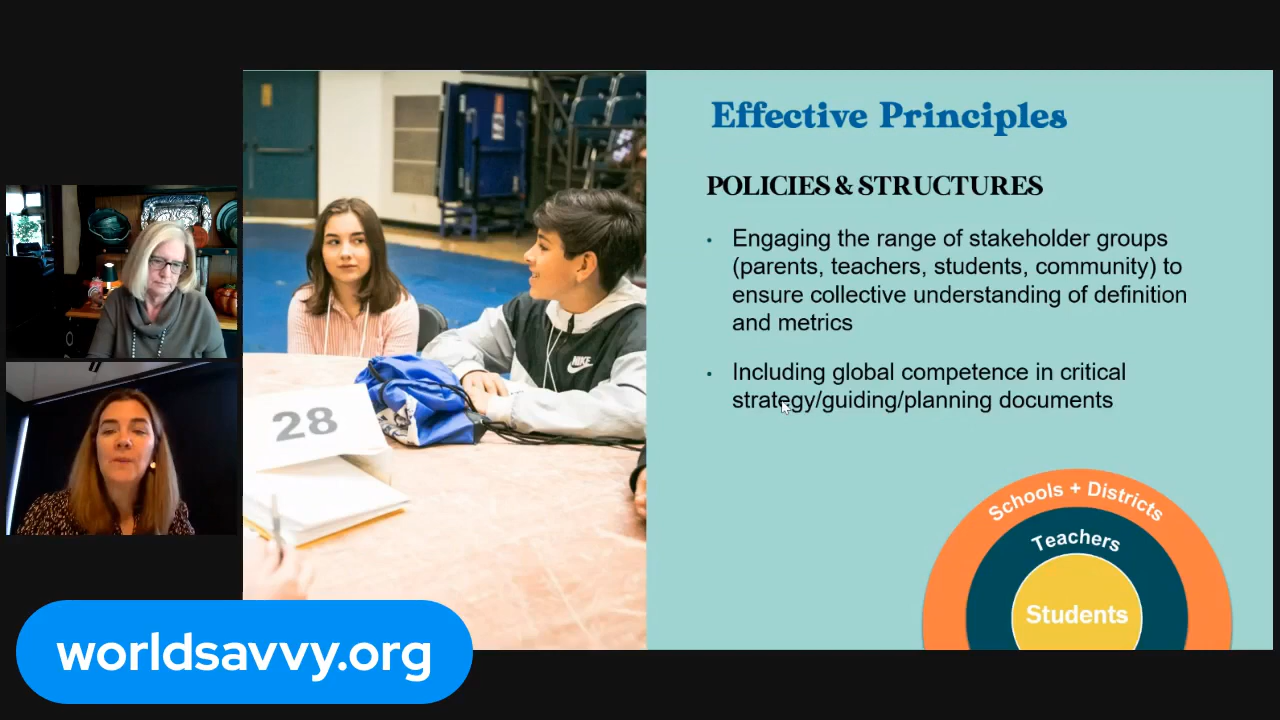 Effective Principles
POLICIES & STRUCTURES
• Engaging the range of stakeholder groups
(parents, teachers, students, community) to
ensure collective understanding of definition
and metrics
• Including global competence in critical
strategy/guiding/planning documents
NIKE
28
Schools + Districts
Teachers
Students
worldsavvy.org